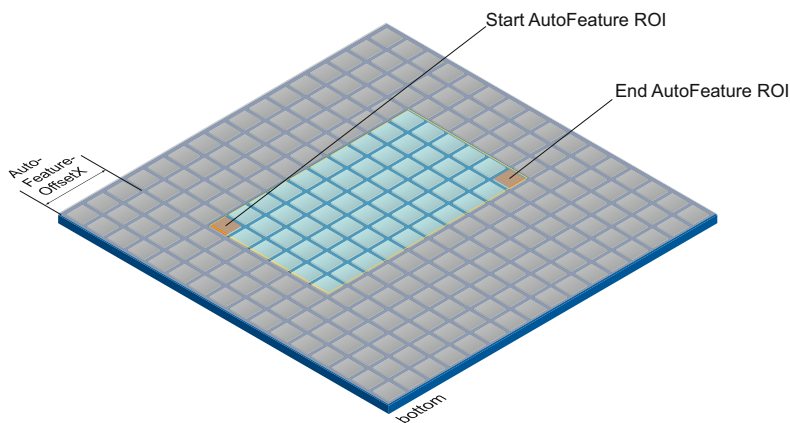 Start AutoFeature ROI
End AutoFeature ROI
Auto-
Feature-
OffsetX
bottom